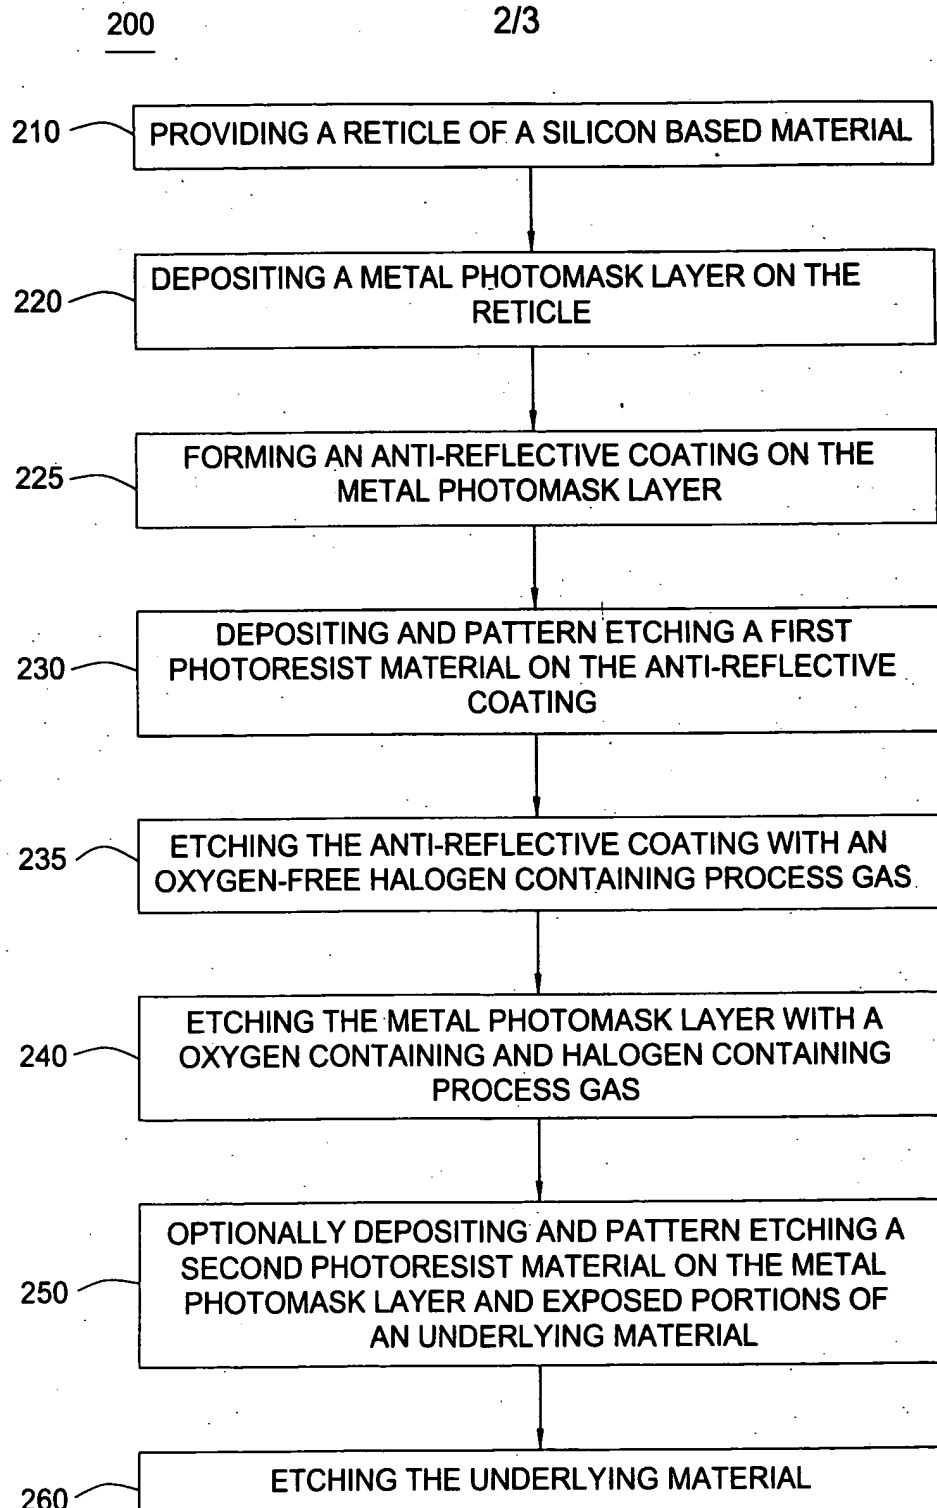 200
2/3
210
PROVIDING A RETICLE OF A SILICON BASED MATERIAL
220
DEPOSITING A METAL PHOTOMASK LAYER ON THE
RETICLE
225
FORMING AN ANTI-REFLECTIVE COATING ON THE
METAL PHOTOMASK LAYER
230
DEPOSITING AND PATTERN ETCHING A FIRST
PHOTORESIST MATERIAL ON THE ANTI-REFLECTIVE
COATING
235
ETCHING THE ANTI-REFLECTIVE COATING WITH AN
OXYGEN-FREE HALOGEN CONTAINING PROCESS GAS
240
ETCHING THE METAL PHOTOMASK LAYER WITH A
OXYGEN CONTAINING AND HALOGEN CONTAINING
PROCESS GAS
250
OPTIONALLY DEPOSITING AND PATTERN ETCHING A
SECOND PHOTORESIST MATERIAL ON THE METAL
PHOTOMASK LAYER AND EXPOSED PORTIONS OF
AN UNDERLYING MATERIAL
260
ETCHING THE UNDERLYING MATERIAL